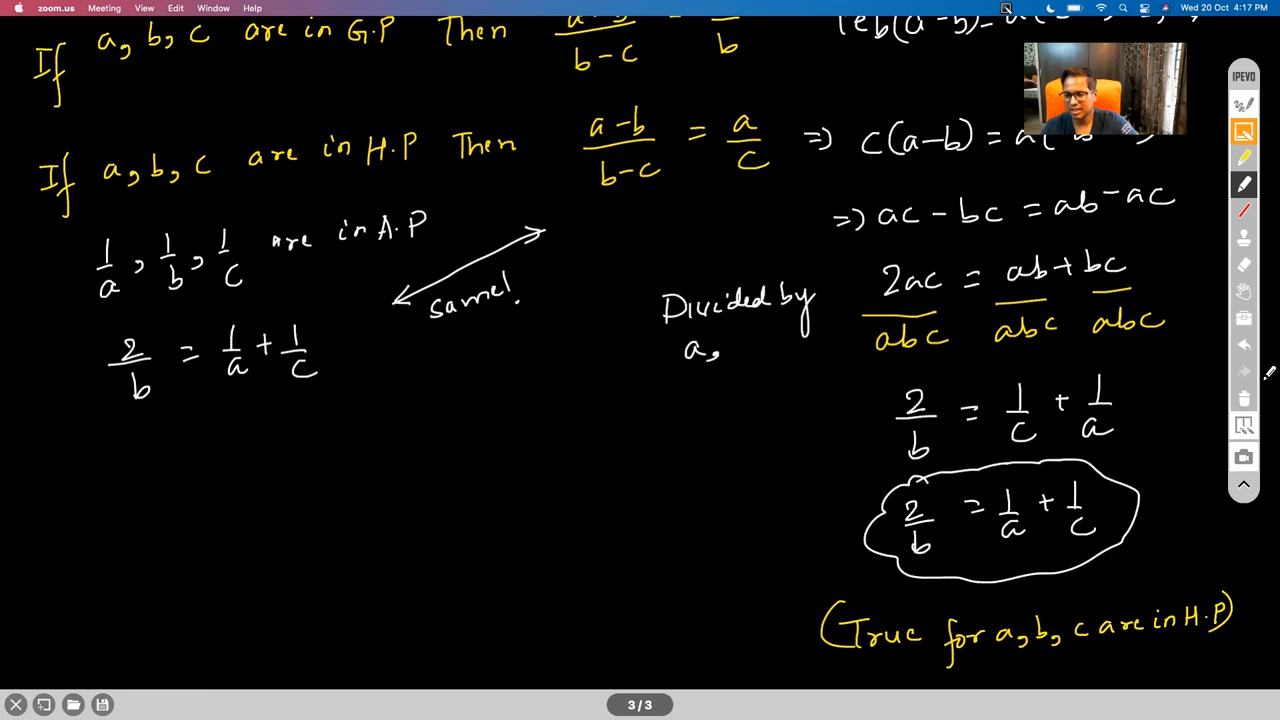 zoom.us Meeting View Edit Window Help Wed 20 Oct 4:17 PM
If a, b, c are in G.P Then
b-c b
IPEVO
If a, b, c are in H.P Then a-b/b-c = a/c => c(a-b) = a(
=> ac - bc = ab - ac
1/a, 1/b, 1/c are in A.P
same!
2ac/abc = ab/abc + bc/abc
Divided by
a,
2/b = 1/a + 1/c
2/b = 1/c + 1/a
2/b = 1/a + 1/c
(True for a, b, c are in H.P)
3/3